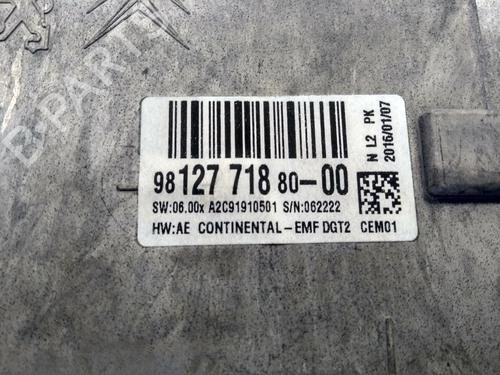 98 127 718 80-00
SW:06.00x A2C91910501 S/N:062222
HW:AE CONTINENTAL-EMF DGT2 CEM01
N L2 PK
2016/01/07
B-PARTS